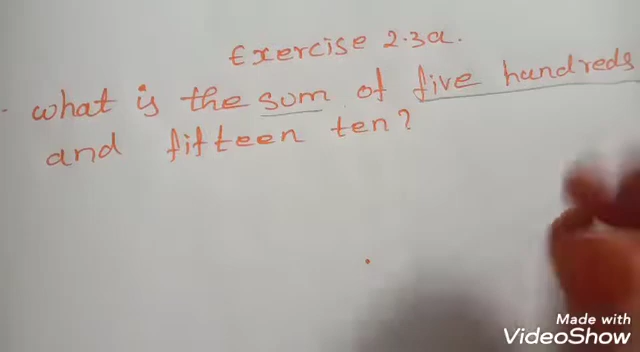 Exercise 2.3a.
what is the sum of five hundreds
and fifteen ten?
Made with
VideoShow